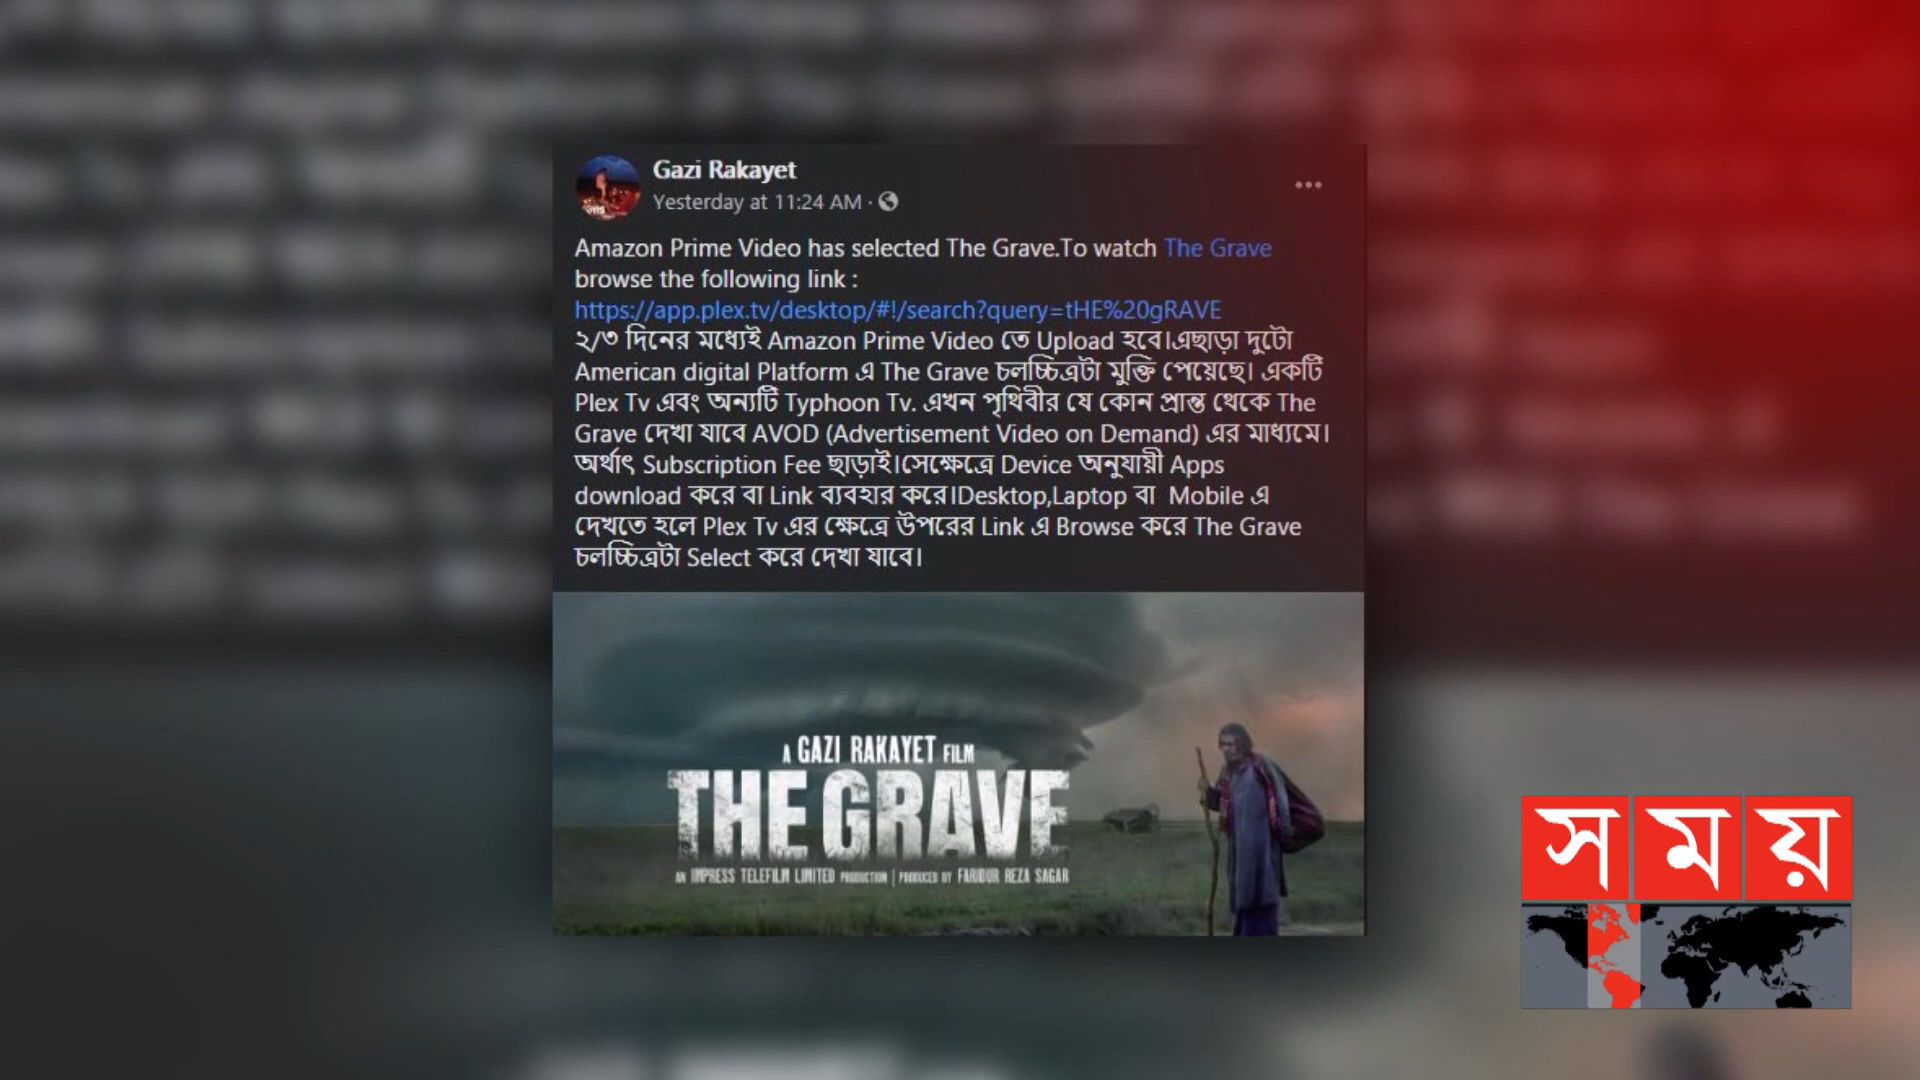 Gazi Rakayet
Yesterday at 11:24 AM ·
Amazon Prime Video has selected The Grave.To watch The Grave
browse the following link :
https://app.plex.tv/desktop/#!/search?query=tHE%20gRAVE
২/৩ দিনের মধ্যেই Amazon Prime Video তে Upload হবে।এছাড়া দুটো
American digital Platform এ The Grave চলচ্চিত্রটা মুক্তি পেয়েছে। একটি
Plex Tv এবং অন্যটি Typhoon Tv. এখন পৃথিবীর যে কোন প্রান্ত থেকে The
Grave দেখা যাবে AVOD (Advertisement Video on Demand) এর মাধ্যমে।
অর্থাৎ Subscription Fee ছাড়াই।সেক্ষেত্রে Device অনুযায়ী Apps
download করে বা Link ব্যবহার করে।Desktop,Laptop বা Mobile এ
দেখতে হলে Plex Tv এর ক্ষেত্রে উপরের Link এ Browse করে The Grave
চলচ্চিত্রটা Select করে দেখা যাবে।
A GAZI RAKAYET FILM
THE GRAVE
AN IMPRESS TELEFILM LIMITED PRODUCTION | PRODUCED BY FARIDUR REZA SAGAR
সময়